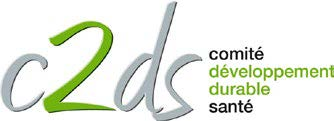 c2ds
comité
développement
durable
santé